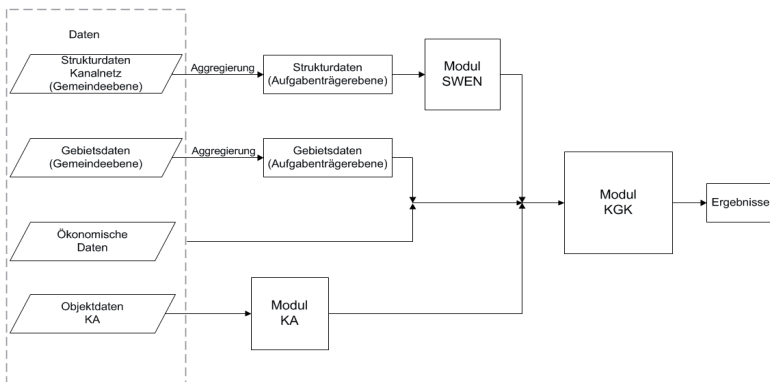 Daten
Strukturdaten
Kanalnetz
(Gemeindeebene)
Aggregierung
Strukturdaten
(Aufgabenträgerebene)
Modul
SWEN
Gebietsdaten
(Gemeindeebene)
Aggregierung
Gebietsdaten
(Aufgabenträgerebene)
Modul
KGK
Ergebnisse
Ökonomische
Daten
Objektdaten
KA
Modul
KA